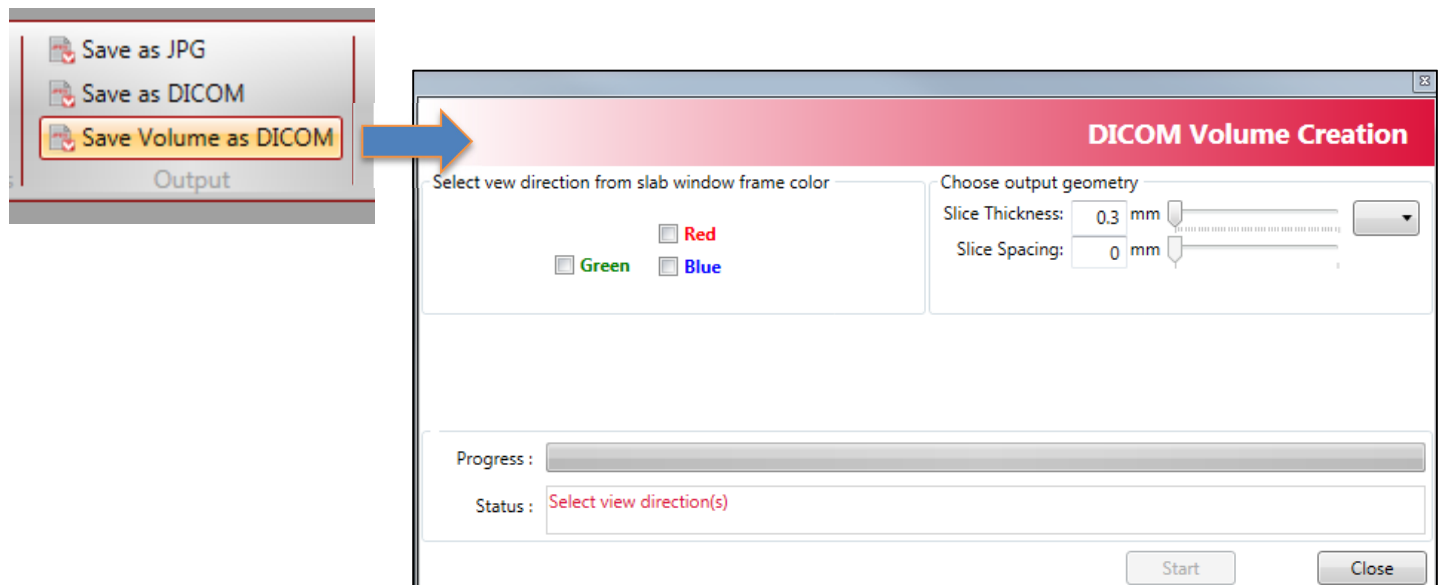 Save as JPG
Save as DICOM
Save Volume as DICOM
Output
DICOM Volume Creation
Select vew direction from slab window frame color
Red
Green
Blue
Choose output geometry
Slice Thickness: 0.3 mm
Slice Spacing: 0 mm
Progress :
Status : Select view direction(s)
Start
Close